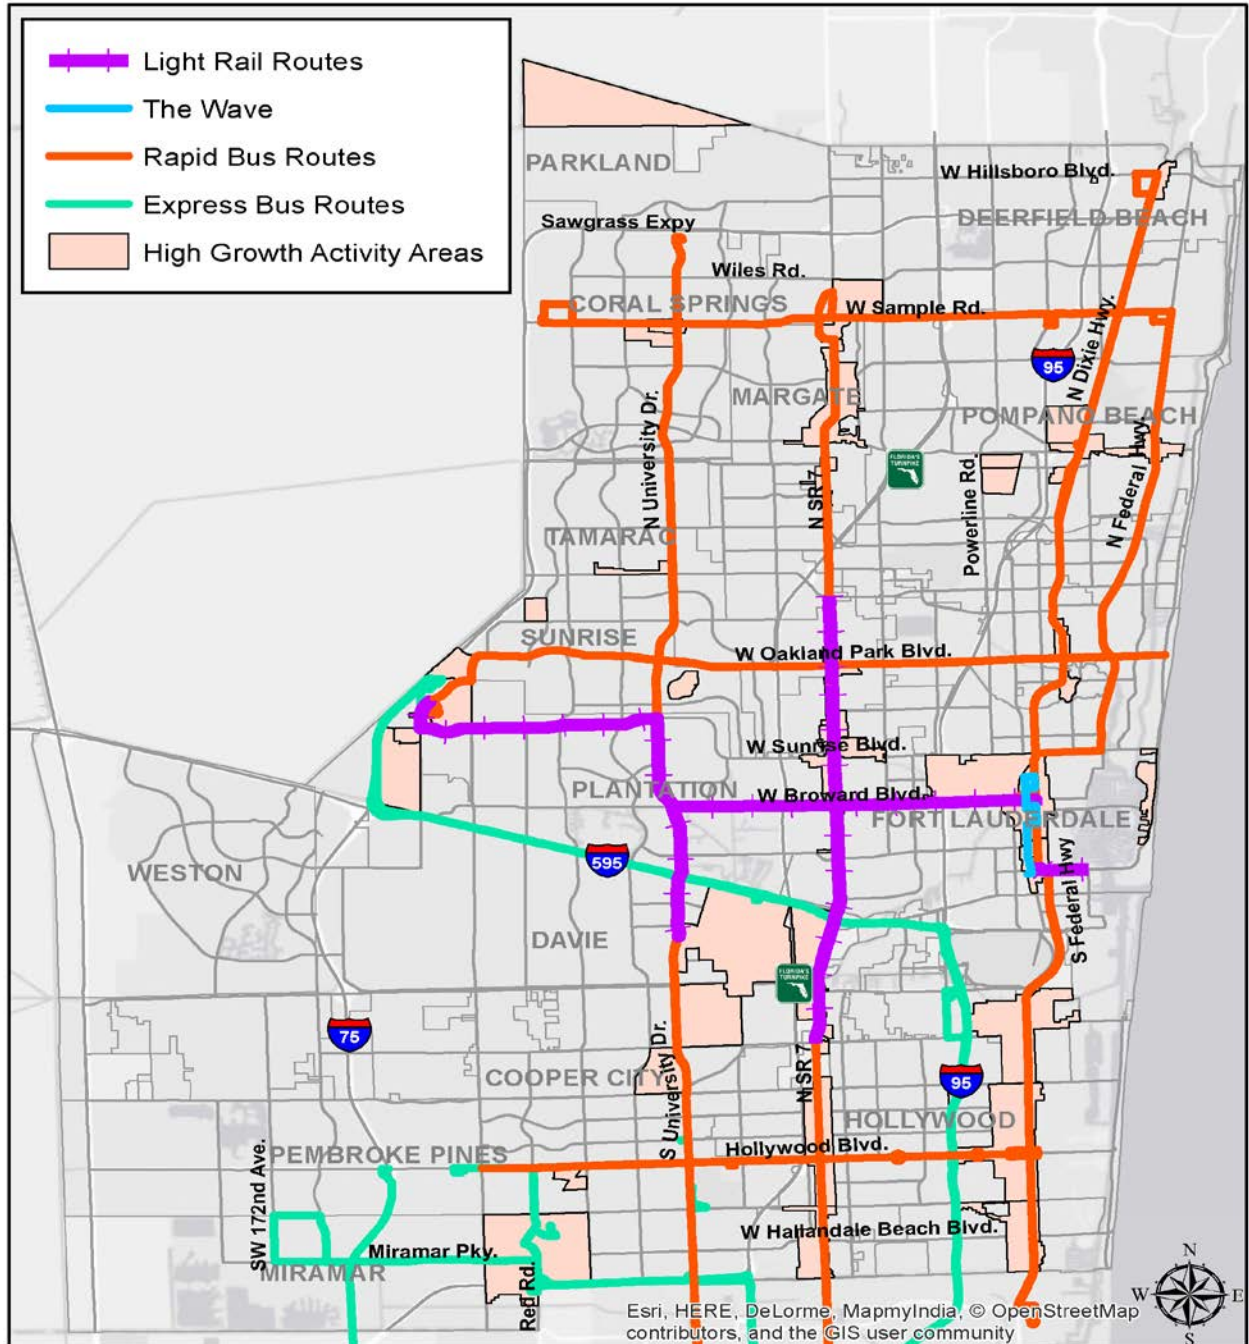 Light Rail Routes
The Wave
Rapid Bus Routes
Express Bus Routes
High Growth Activity Areas
PARKLAND
W Hillsboro Blvd.
DEERFIELD BEACH
Sawgrass Expy
Wiles Rd.
CORAL SPRINGS
W Sample Rd.
N Dixie Hwy.
95
MARGATE
POMPANO BEACH
N University Dr.
N SR 7
FLORIDA'S
TURNPIKE
Powerline Rd.
N Federal Hwy.
TAMARAC
SUNRISE
W Oakland Park Blvd.
W Sunrise Blvd.
PLANTATION
W Broward Blvd.
FORT LAUDERDALE
595
WESTON
S Federal Hwy
DAVIE
FLORIDA'S
TURNPIKE
75
S University Dr.
COOPER CITY
N SR 7
95
HOLLYWOOD
PEMBROKE PINES
Hollywood Blvd.
SW 172nd Ave.
W Hallandale Beach Blvd.
Miramar Pky.
MIRAMAR
Red Rd.
N
W
E
S
Esri, HERE, DeLorme, MapmyIndia, © OpenStreetMap
contributors, and the GIS user community